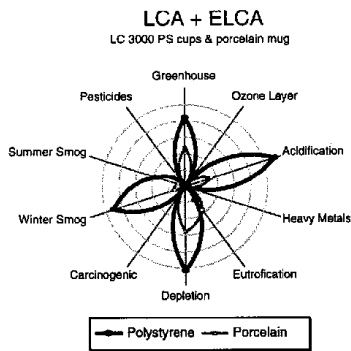 LCA + ELCA
LC 3000 PS cups & porcelain mug
Greenhouse
Pesticides
Ozone Layer
Summer Smog
Acidification
Winter Smog
Heavy Metals
Carcinogenic
Eutrofication
Depletion
Polystyrene
Porcelain